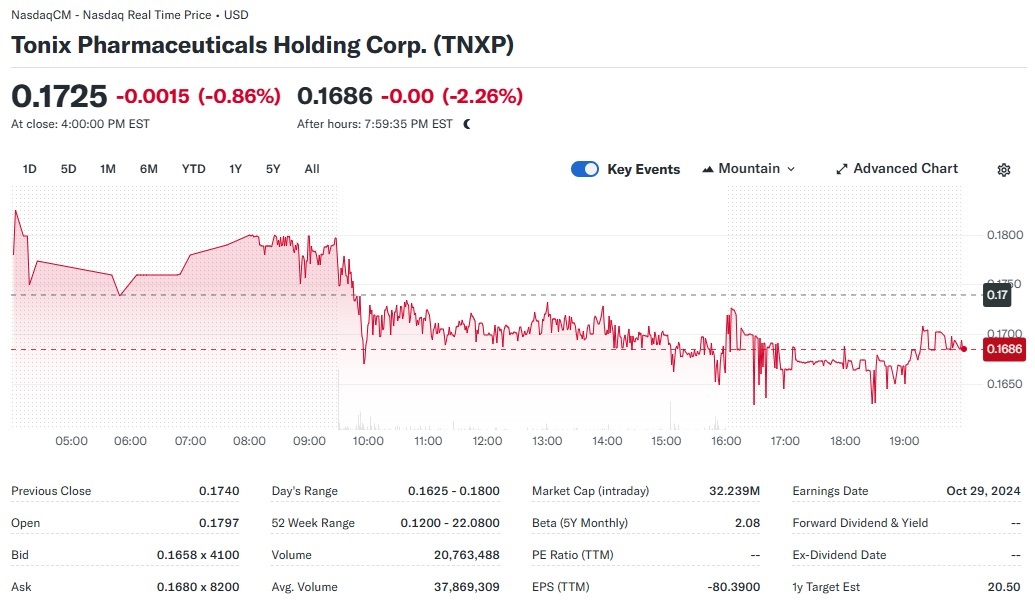 NasdaqCM - Nasdaq Real Time Price • USD
Tonix Pharmaceuticals Holding Corp. (TNXP)
0.1725 -0.0015 (-0.86%) 0.1686 -0.00 (-2.26%)
At close: 4:00:00 PM EST After hours: 7:59:35 PM EST
1D 5D 1M 6M YTD 1Y 5Y All Key Events Mountain Advanced Chart
0.1800
0.1750
0.17
0.1700
0.1686
0.1650
05:00 06:00 07:00 08:00 09:00 10:00 11:00 12:00 13:00 14:00 15:00 16:00 17:00 18:00 19:00
Previous Close 0.1740 Day's Range 0.1625 - 0.1800 Market Cap (intraday) 32.239M Earnings Date Oct 29, 2024
Open 0.1797 52 Week Range 0.1200 - 22.0800 Beta (5Y Monthly) 2.08 Forward Dividend & Yield --
Bid 0.1658 x 4100 Volume 20,763,488 PE Ratio (TTM) -- Ex-Dividend Date --
Ask 0.1680 x 8200 Avg. Volume 37,869,309 EPS (TTM) -80.3900 1y Target Est 20.50